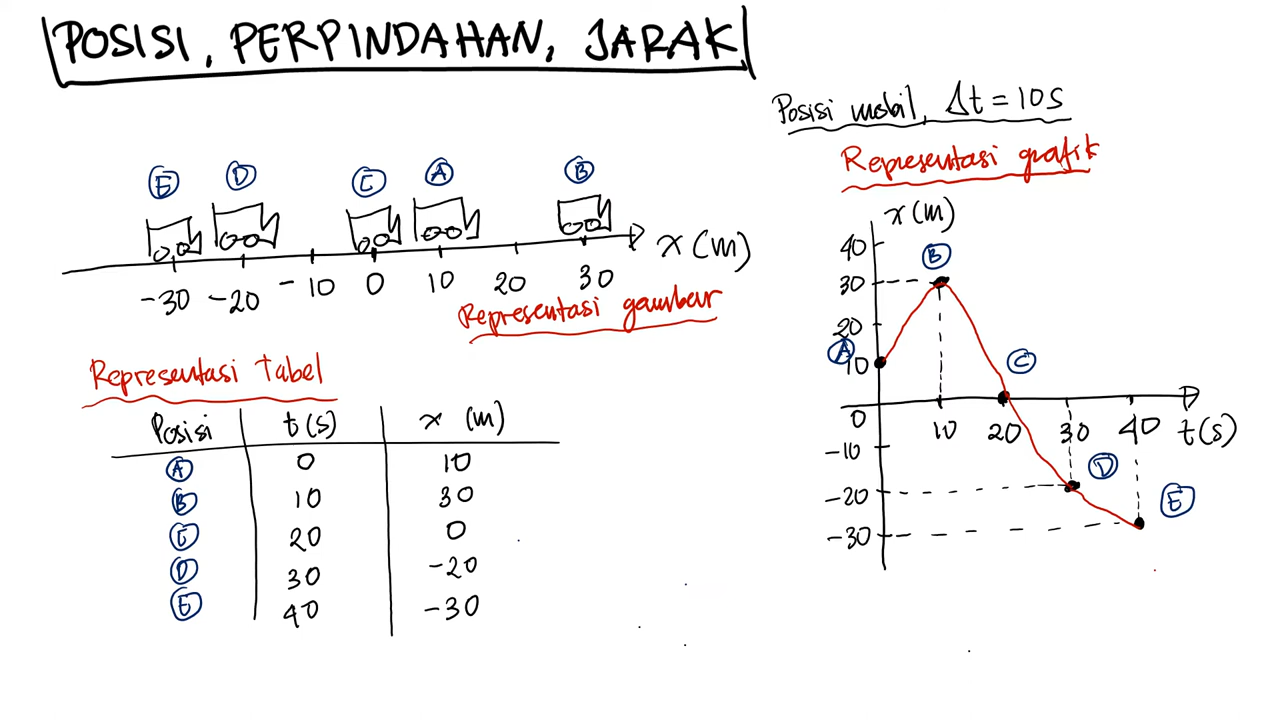 POSISI, PERPINDAHAN, JARAK
Posisi mobil, Δt = 10 s
Representasi grafik
E D C A B
-30 -20 -10 0 10 20 30
x (m)
Representasi gambar
Representasi Tabel
Posisi t (s) x (m)
A 0 10
B 10 30
C 20 0
D 30 -20
E 40 -30
x (m)
40
B
30
20
A
10
C
0 10 20 30 40 t (s)
-10
D
-20
E
-30